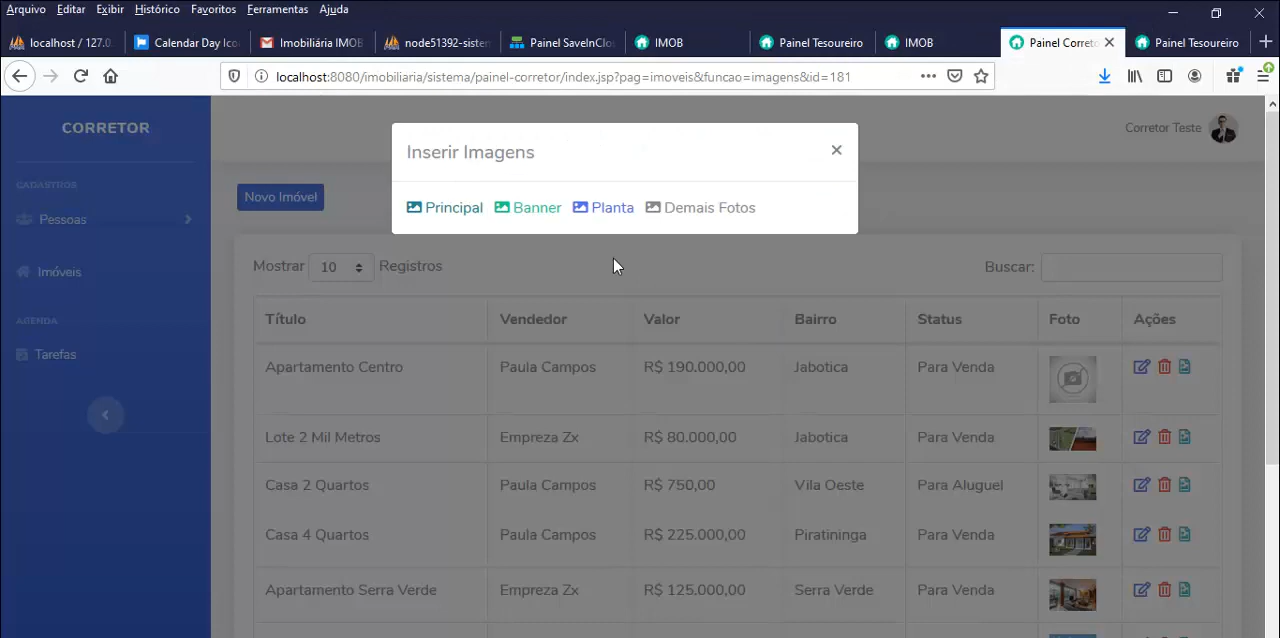 Arquivo Editar Exibir Histórico Favoritos Ferramentas Ajuda
localhost / 127.0. Calendar Day Ico Imobiliária IMOB node51392-sister Painel SaveInClou IMOB Painel Tesoureiro IMOB Painel Corretor Painel Tesoureiro
localhost:8080/imobiliaria/sistema/painel-corretor/index.jsp?pag=imoveis&funcao=imagens&id=181
CORRETOR
Corretor Teste
Inserir Imagens
CADASTROS
Novo Imóvel
Principal Banner Planta Demais Fotos
Pessoas
Mostrar 10 Registros Buscar:
Imóveis
AGENDA
Título Vendedor Valor Bairro Status Foto Ações
Tarefas
Apartamento Centro Paula Campos R$ 190.000,00 Jabotica Para Venda
Lote 2 Mil Metros Empreza Zx R$ 80.000,00 Jabotica Para Venda
Casa 2 Quartos Paula Campos R$ 750,00 Vila Oeste Para Aluguel
Casa 4 Quartos Paula Campos R$ 225.000,00 Piratininga Para Venda
Apartamento Serra Verde Empreza Zx R$ 125.000,00 Serra Verde Para Venda